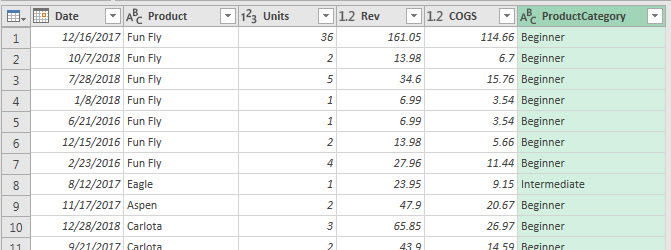 Date ABC Product 123 Units 1.2 Rev 1.2 COGS ABC ProductCategory
1 12/16/2017 Fun Fly 36 161.05 114.66 Beginner
2 10/7/2018 Fun Fly 2 13.98 6.7 Beginner
3 7/28/2018 Fun Fly 5 34.6 15.76 Beginner
4 1/8/2018 Fun Fly 1 6.99 3.54 Beginner
5 6/21/2016 Fun Fly 1 6.99 3.54 Beginner
6 12/15/2016 Fun Fly 2 13.98 5.66 Beginner
7 2/23/2016 Fun Fly 4 27.96 11.44 Beginner
8 8/12/2017 Eagle 1 23.95 9.15 Intermediate
9 11/17/2017 Aspen 2 47.9 20.67 Beginner
10 12/28/2018 Carlota 3 65.85 26.97 Beginner
11 9/21/2017 Carlota 2 43.9 14.59 Beginner